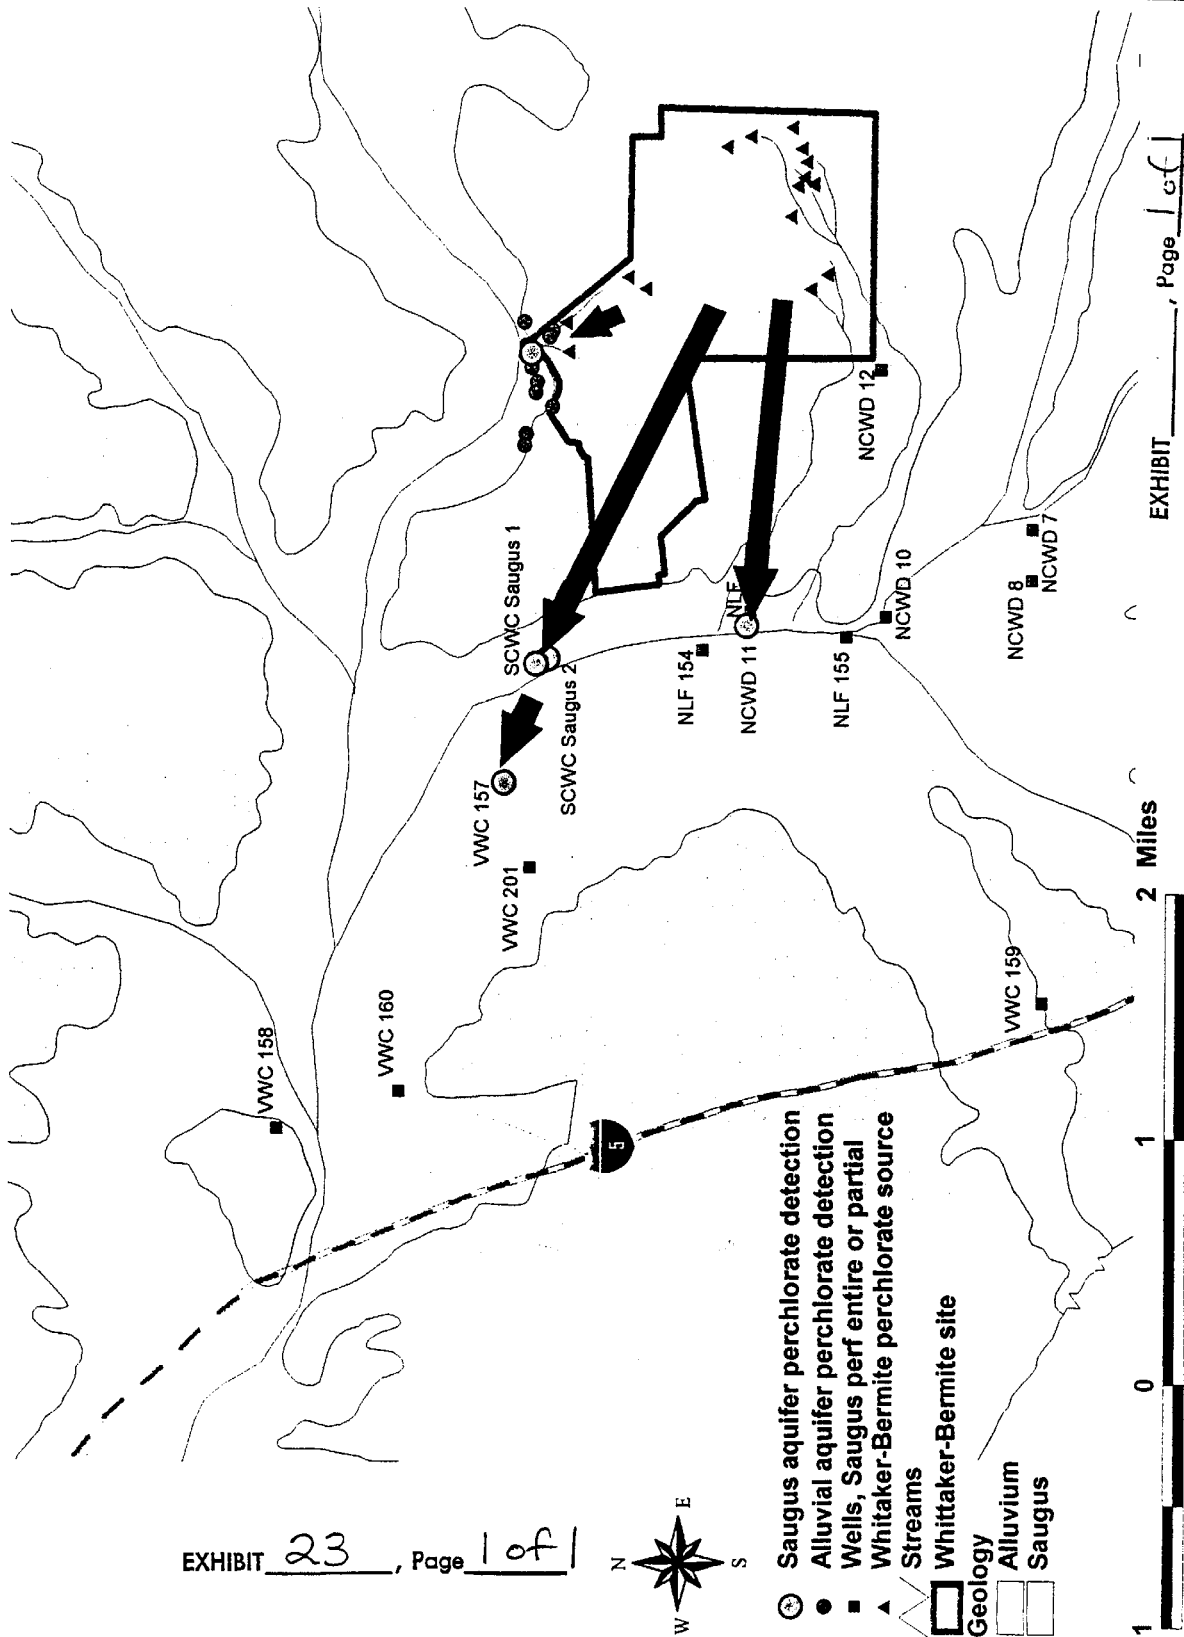 EXHIBIT 23, Page 1 of 1
N
W
E
S
Saugus aquifer perchlorate detection
Alluvial aquifer perchlorate detection
Wells, Saugus perf entire or partial
Whitaker-Bermite perchlorate source
Streams
Whittaker-Bermite site
Geology
Alluvium
Saugus
1
0
1
2
Miles
5
VWC 158
VWC 160
VWC 201
VWC 157
SCWC Saugus 1
SCWC Saugus 2
NLF 154
NCWD 11
NLF
NLF 155
NCWD 10
NCWD 12
NCWD 8
NCWD 7
VWC 159
EXHIBIT, Page 1 of 1